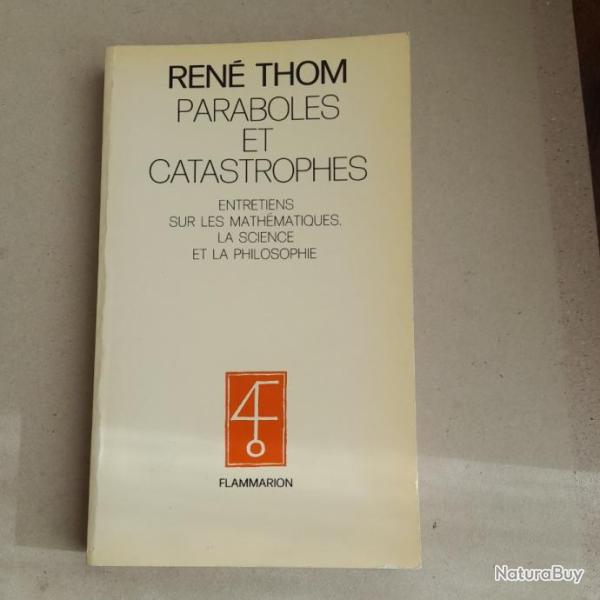 RENÉ THOM
PARABOLES
ET
CATASTROPHES
ENTRETIENS
SUR LES MATHÉMATIQUES,
LA SCIENCE
ET LA PHILOSOPHIE
FLAMMARION
NaturaBuy